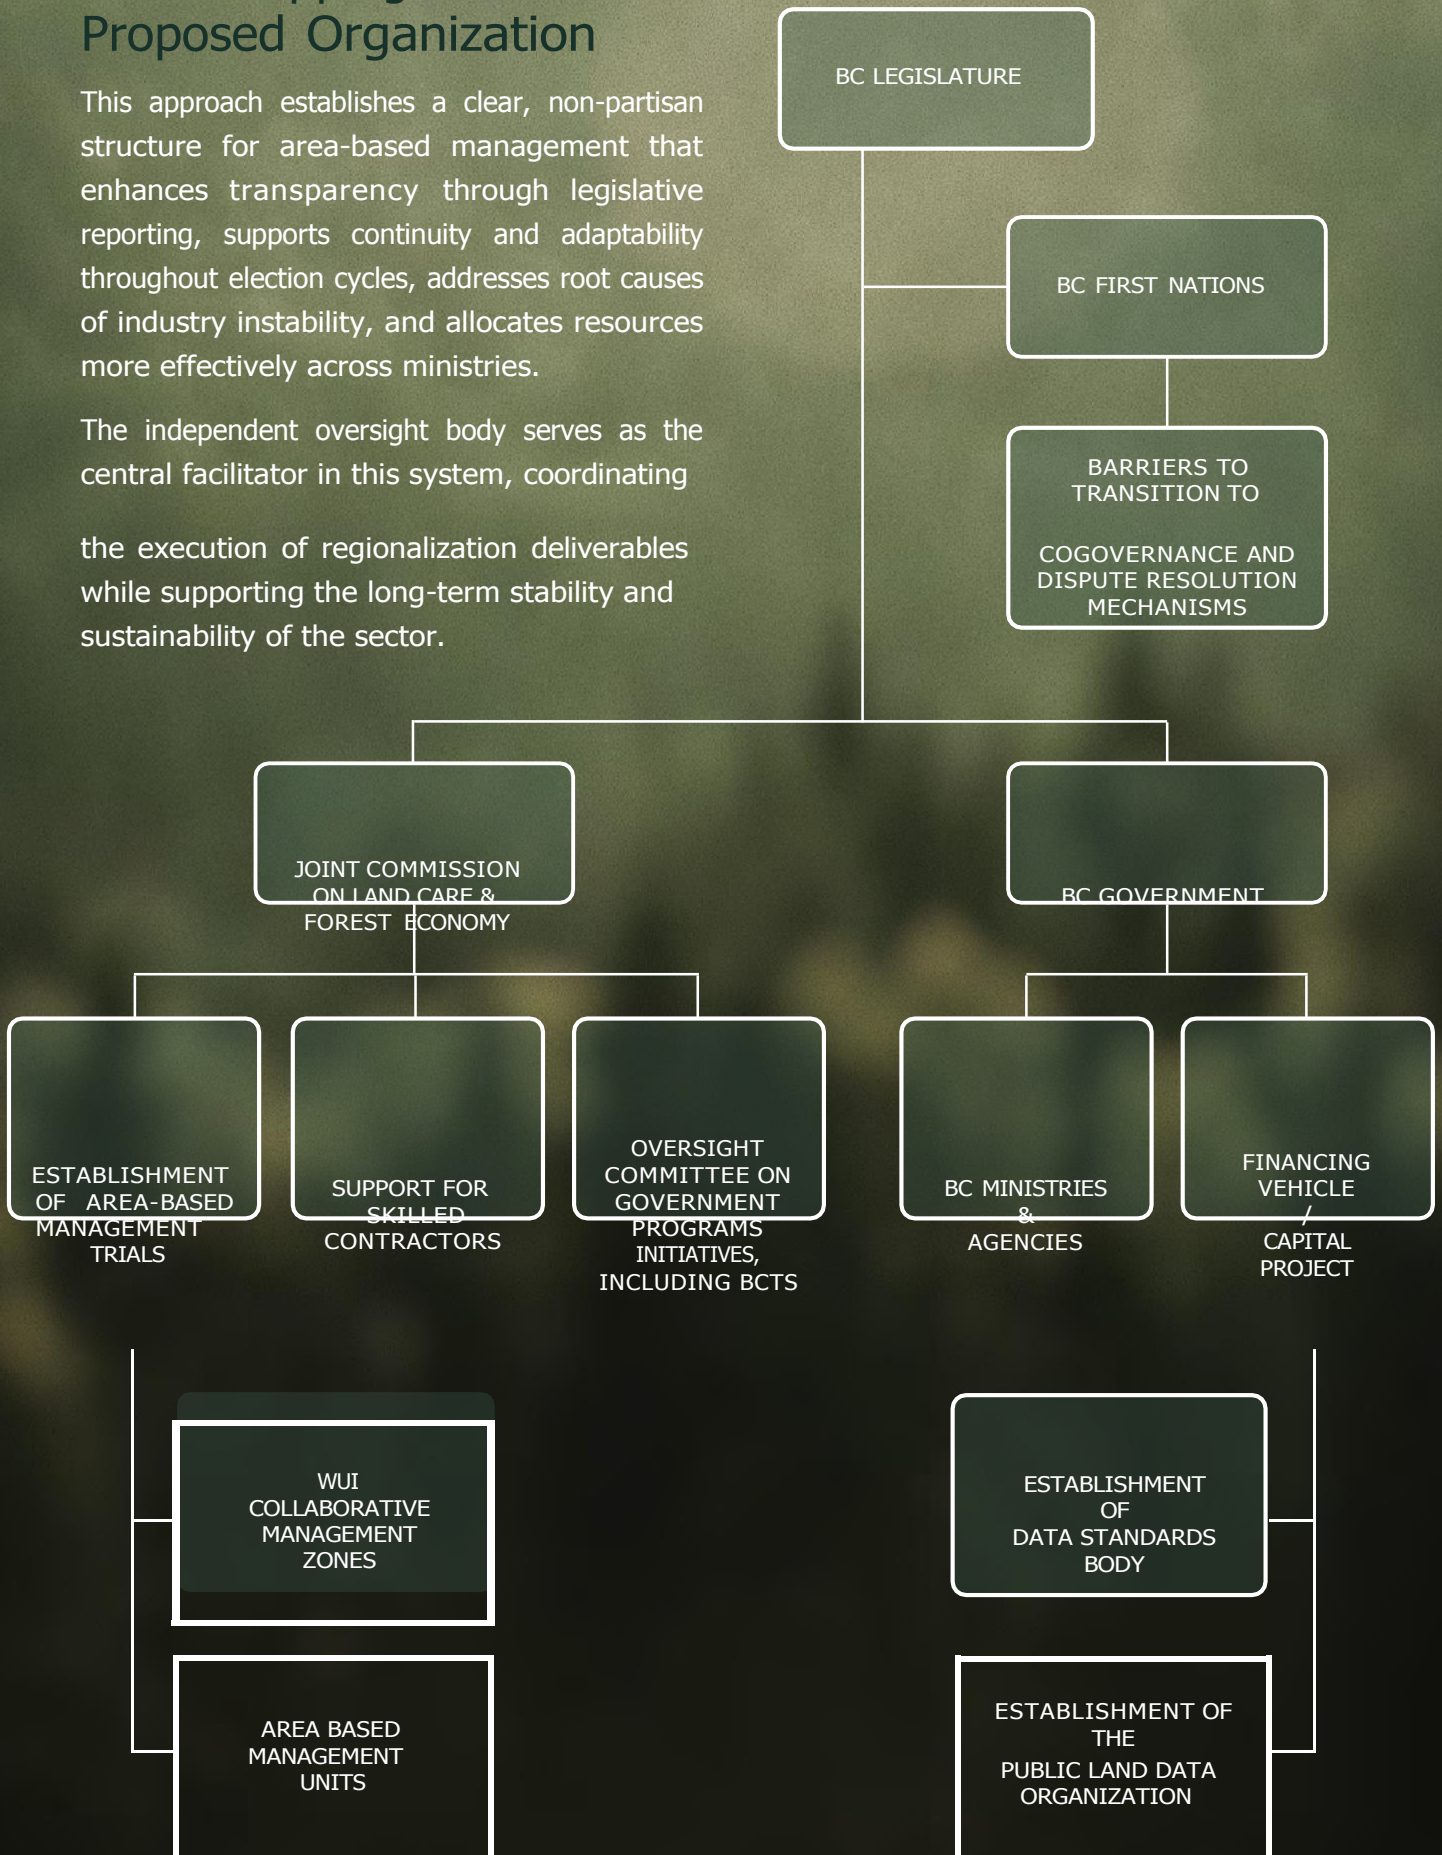 Proposed Organization
This approach establishes a clear, non-partisan
structure for area-based management that
enhances transparency through legislative
reporting, supports continuity and adaptability
throughout election cycles, addresses root causes
of industry instability, and allocates resources
more effectively across ministries.
The independent oversight body serves as the
central facilitator in this system, coordinating
the execution of regionalization deliverables
while supporting the long-term stability and
sustainability of the sector.
BC LEGISLATURE
BC FIRST NATIONS
BARRIERS TO
TRANSITION TO
COGOVERNANCE AND
DISPUTE RESOLUTION
MECHANISMS
JOINT COMMISSION
ON LAND CARE &
FOREST ECONOMY
BC GOVERNMENT
ESTABLISHMENT
OF AREA-BASED
MANAGEMENT
TRIALS
SUPPORT FOR
SKILLED
CONTRACTORS
OVERSIGHT
COMMITTEE ON
GOVERNMENT
PROGRAMS
INITIATIVES,
INCLUDING BCTS
BC MINISTRIES
&
AGENCIES
FINANCING
VEHICLE
/
CAPITAL
PROJECT
WUI
COLLABORATIVE
MANAGEMENT
ZONES
ESTABLISHMENT
OF
DATA STANDARDS
BODY
AREA BASED
MANAGEMENT
UNITS
ESTABLISHMENT OF
THE
PUBLIC LAND DATA
ORGANIZATION